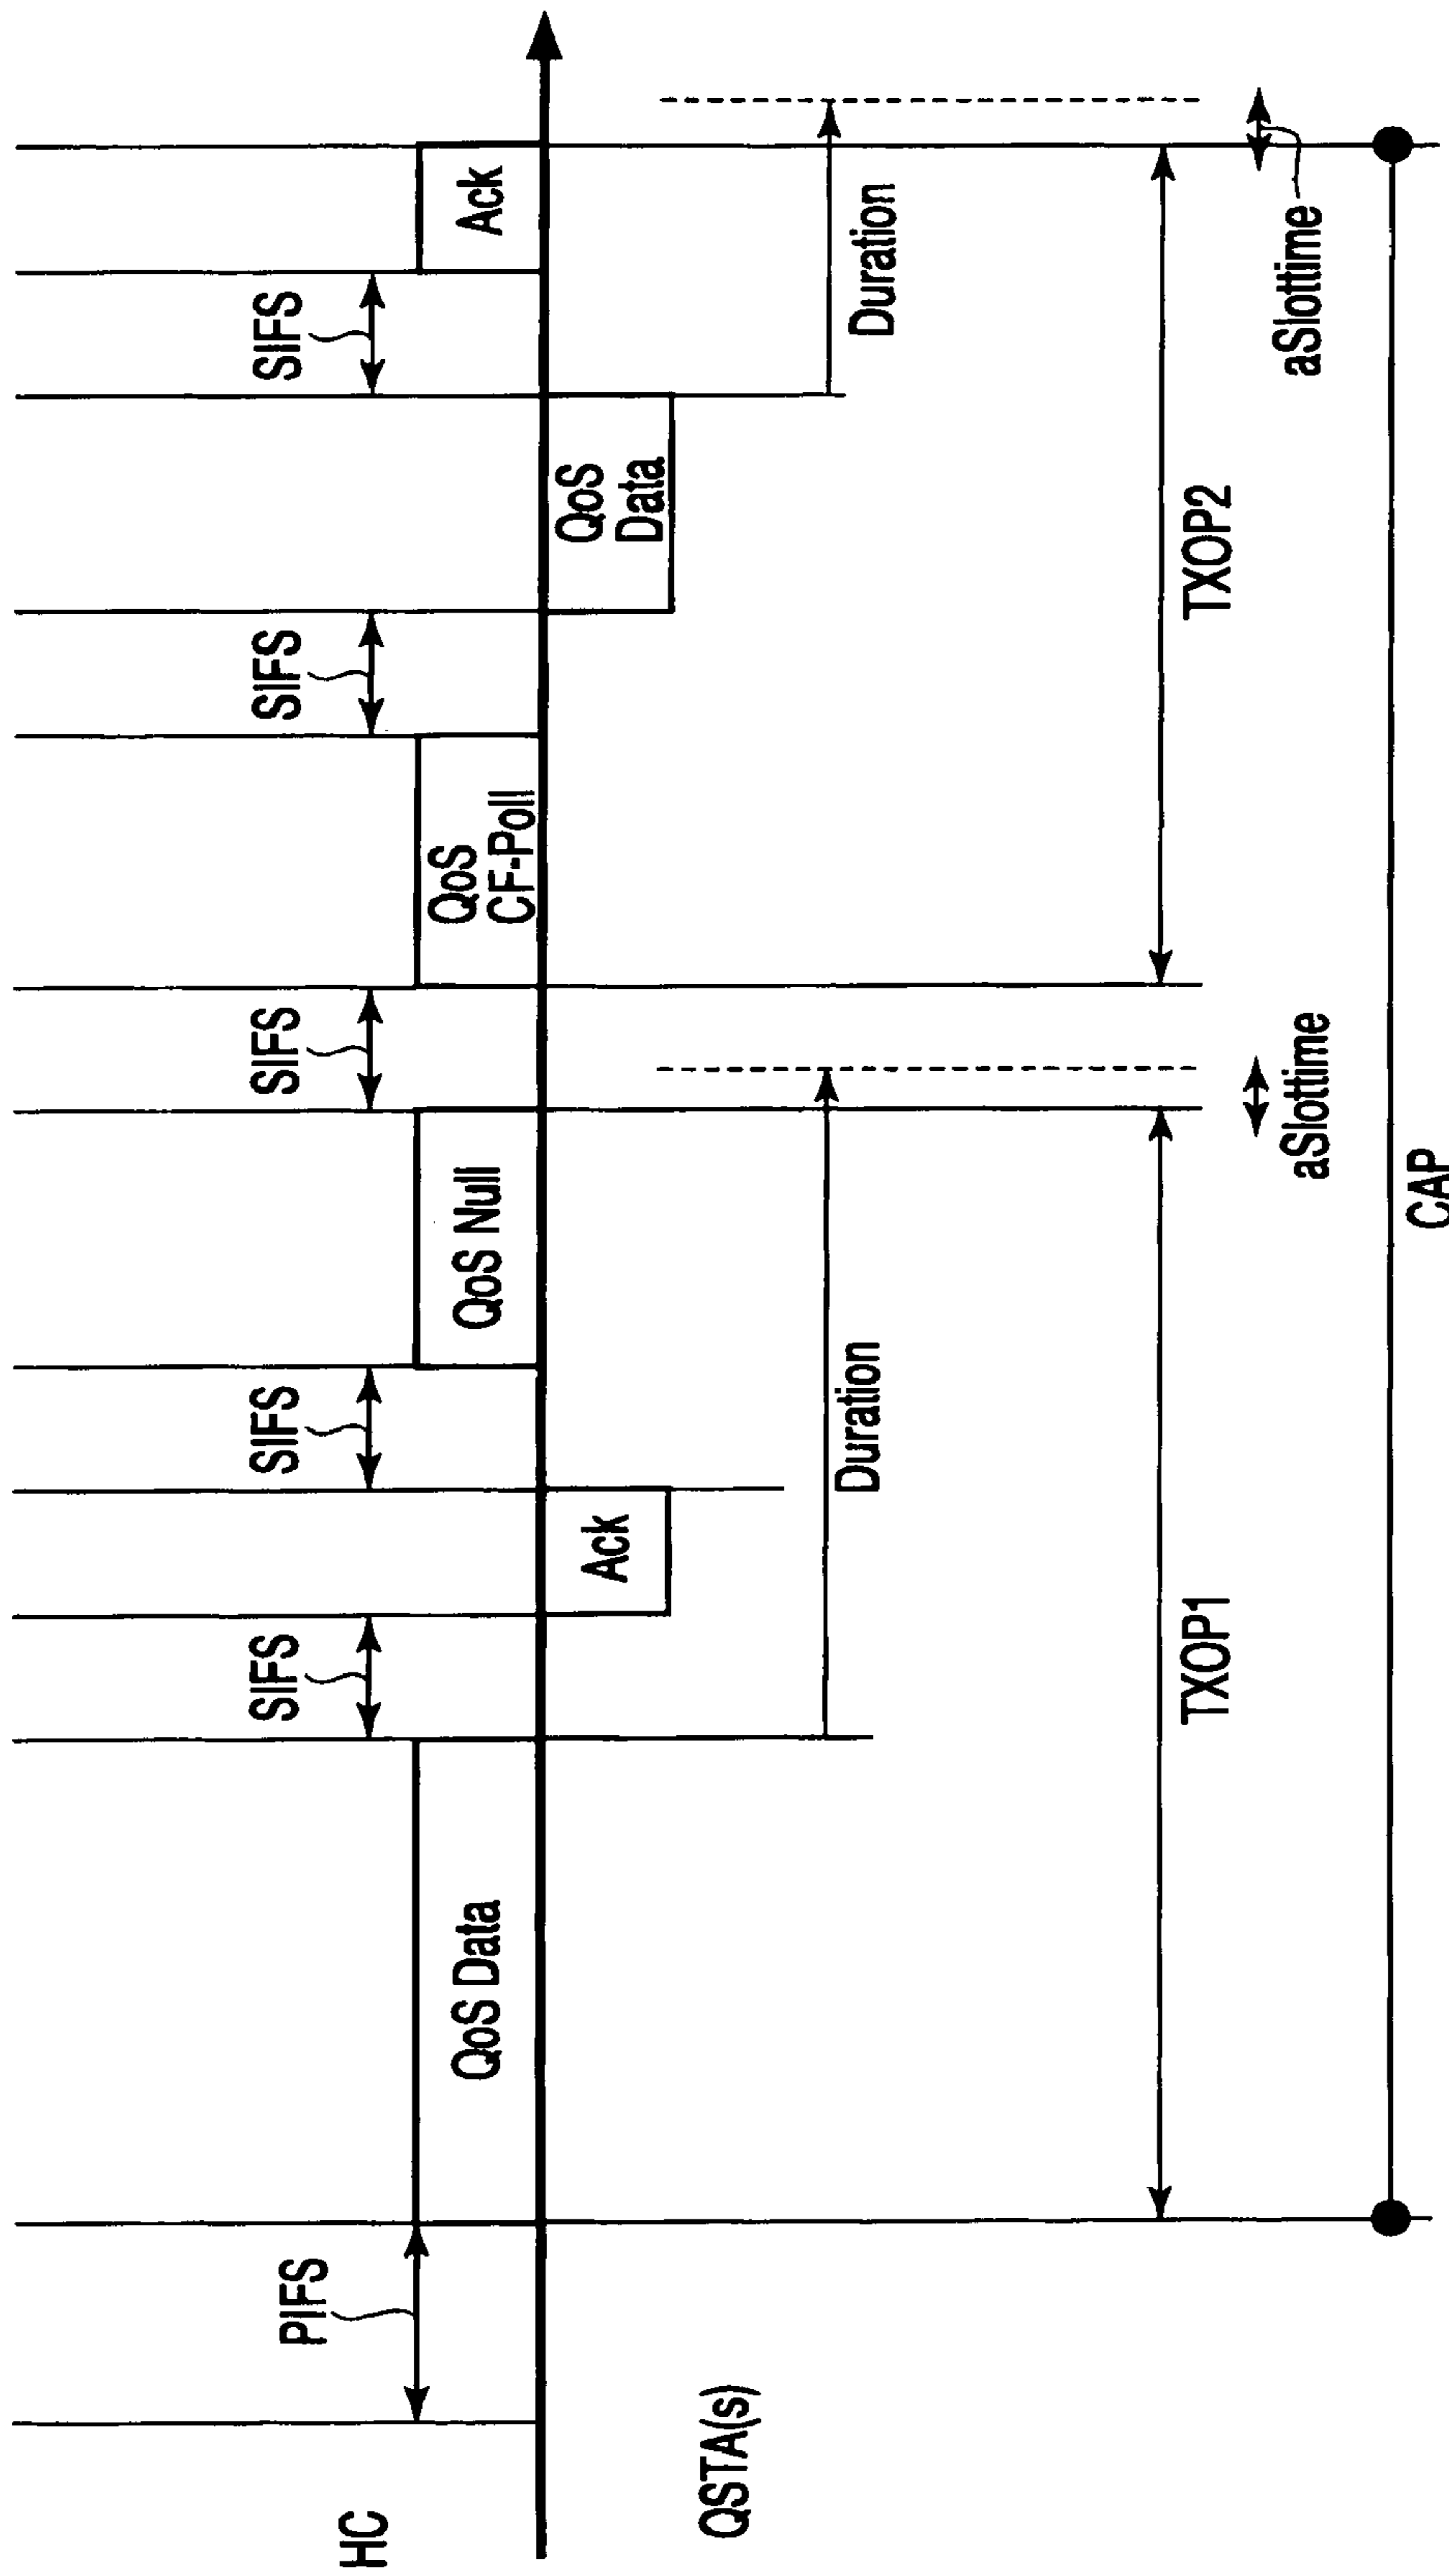 HC
PIFS
SIFS
SIFS
SIFS
SIFS
SIFS
QoS Data
QoS Null
QoS
CF-Poll
Ack
Ack
QoS
Data
QSTA(s)
Duration
Duration
TXOP1
TXOP2
aSlottime
aSlottime
CAP